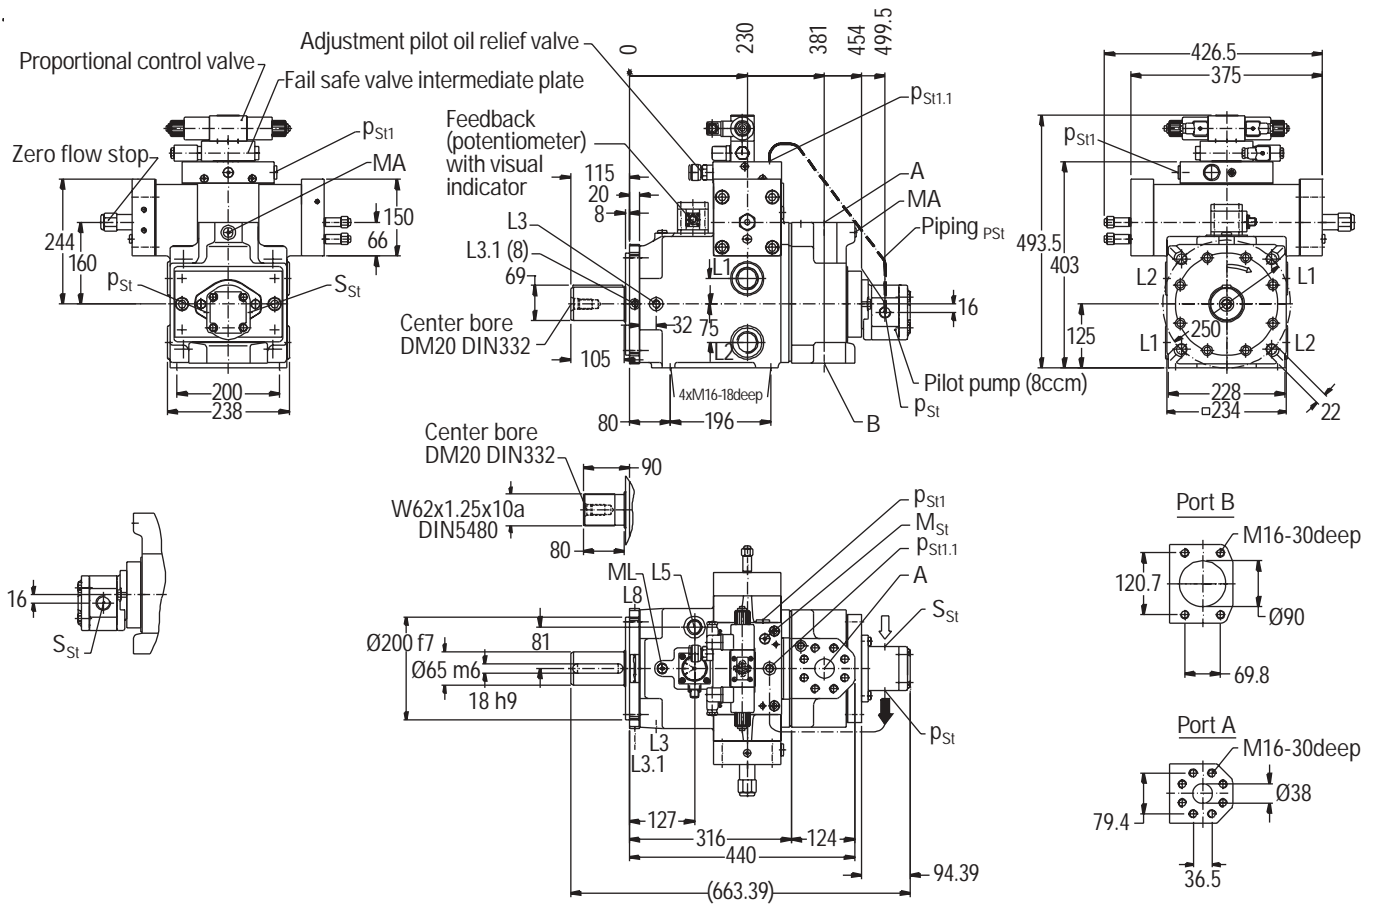 Proportional control valve
Fail safe valve intermediate plate
Zero flow stop
pSt1
MA
244
160
150
66
pSt
SSt
200
238
Adjustment pilot oil relief valve
Feedback
(potentiometer)
with visual
indicator
0
230
381
454
499.5
pSt1.1
A
MA
Piping PSt
115
20
8
L3
L3.1 (8)
69
Center bore
DM20 DIN332
105
L1
32
75
L2
16
4xM16-18deep
80
196
B
Pilot pump (8ccm)
pSt
426.5
375
pSt1
493.5
403
125
L2
L1
L1
250
L2
228
□234
22
Center bore
DM20 DIN332
90
W62x1.25x10a
DIN5480
80
16
SSt
ML
L5
L8
81
Ø200 f7
Ø65 m6
18 h9
L3
L3.1
pSt1
MSt
pSt1.1
A
SSt
pSt
127
316
124
440
94.39
(663.39)
Port B
M16-30deep
120.7
Ø90
69.8
Port A
M16-30deep
79.4
Ø38
36.5